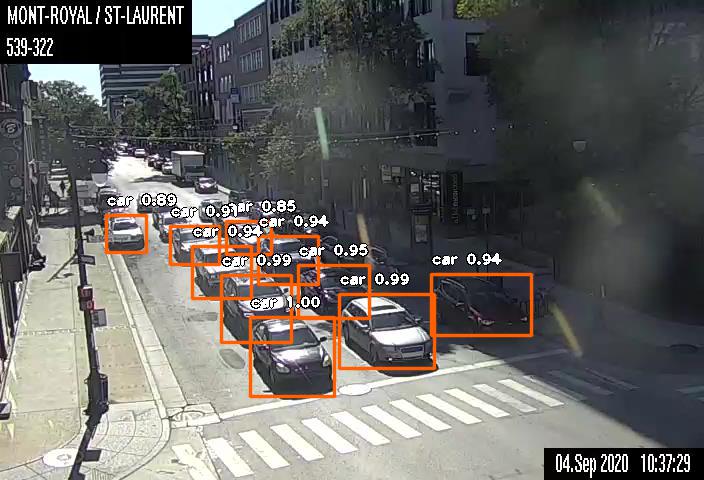 MONT-ROYAL / ST-LAURENT
539-322
car 0.89
car 0.91
car 0.85
car 0.94
car 0.94
car 0.95
car 0.99
car 0.94
car 0.99
car 1.00
04.Sep 2020 10:37:29